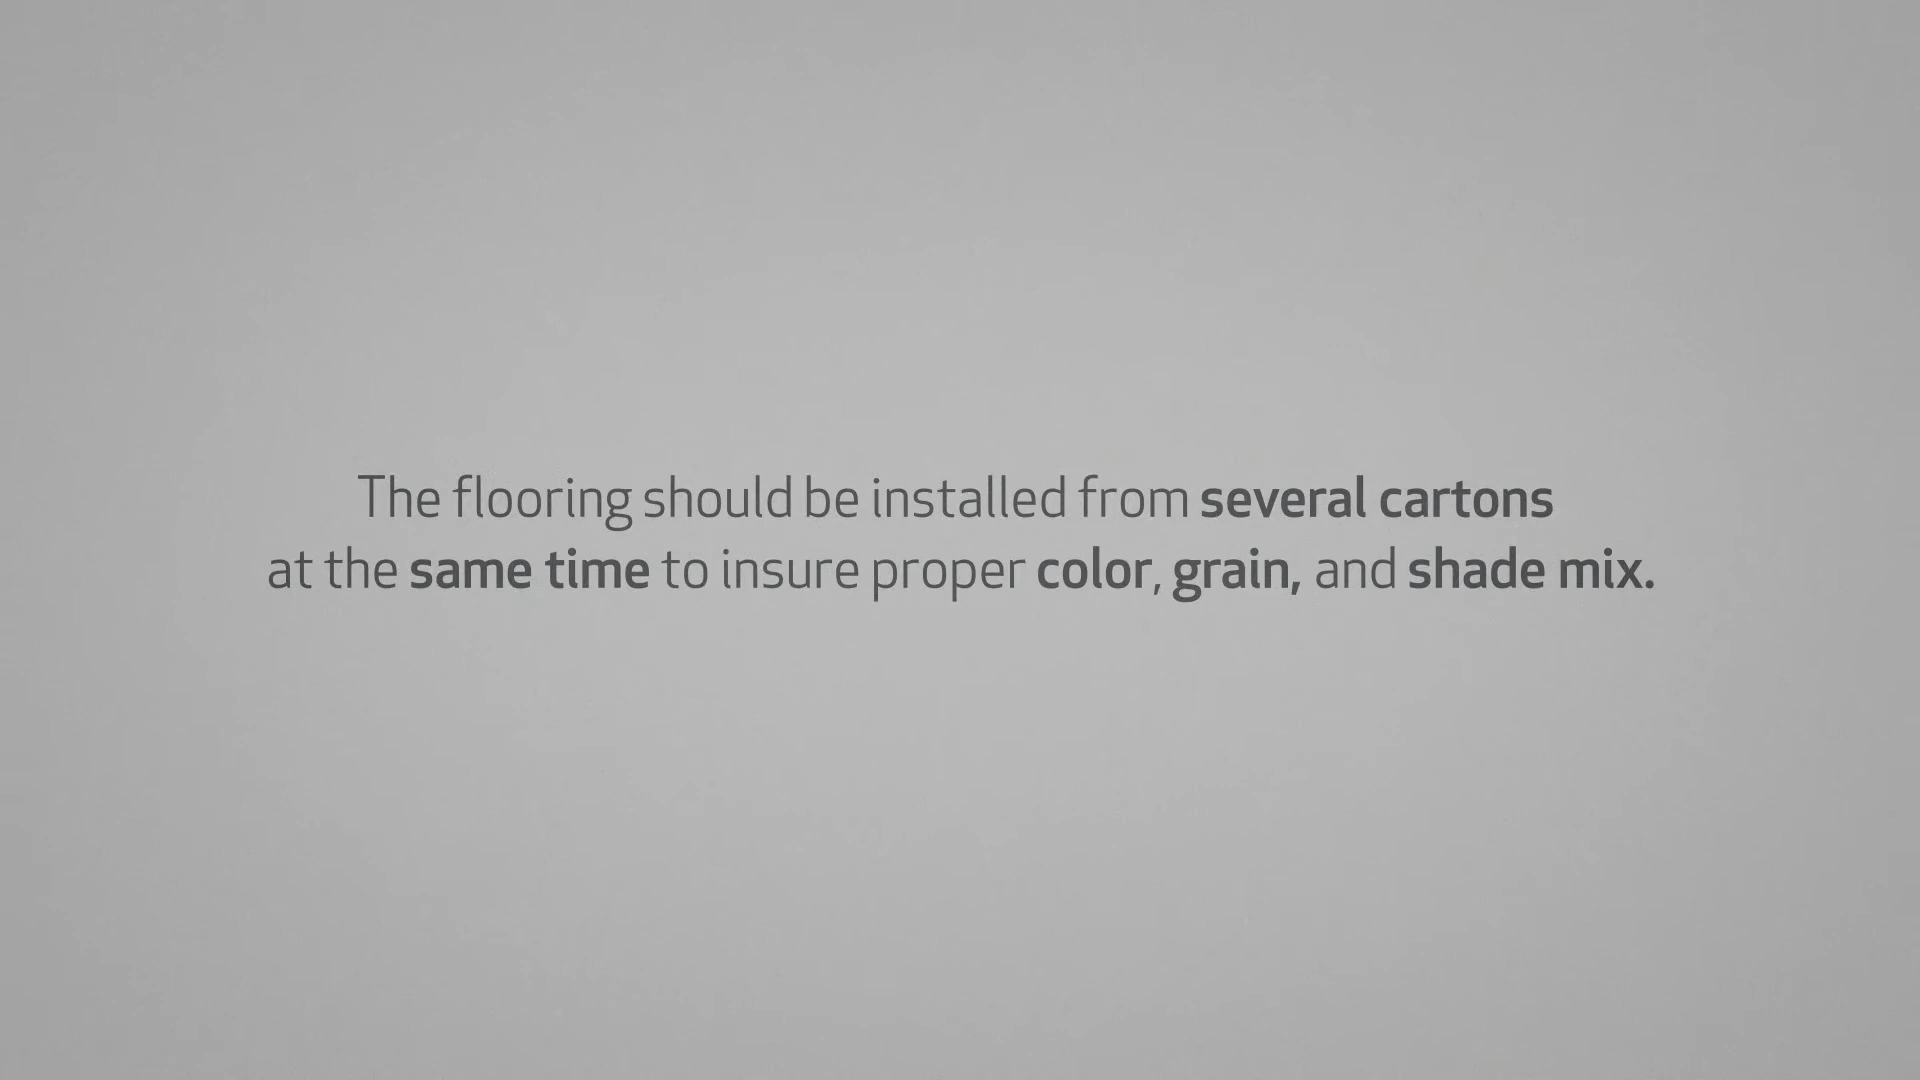 The flooring should be installed from several cartons
at the same time to insure proper color, grain, and shade mix.